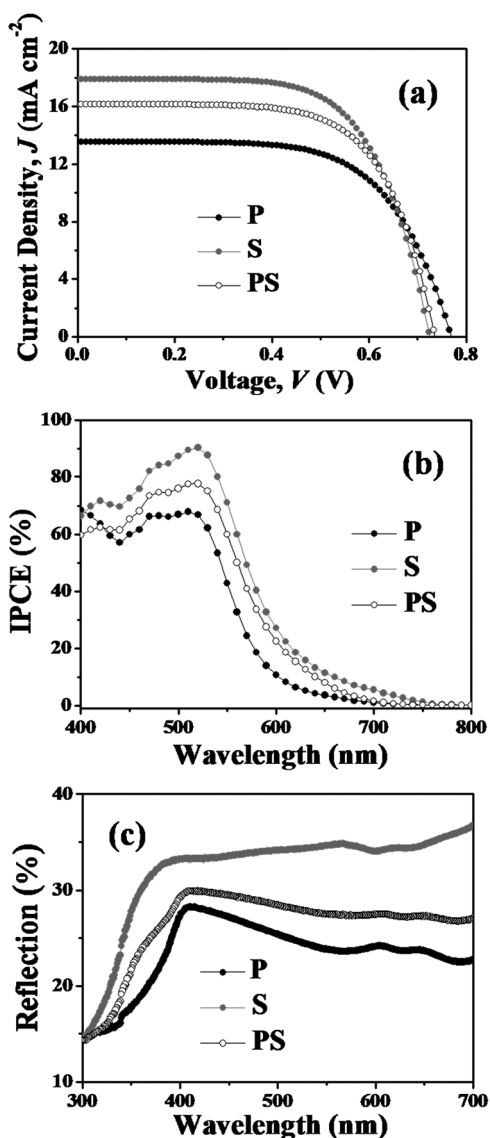 20
16
12
8
4
0
0.0 0.2 0.4 0.6 0.8
Current Density, J (mA cm⁻²)
Voltage, V (V)
(a)
P
S
PS
100
80
60
40
20
0
400 500 600 700 800
IPCE (%)
Wavelength (nm)
(b)
P
S
PS
40
30
20
10
300 400 500 600 700
Reflection (%)
Wavelength (nm)
(c)
P
S
PS